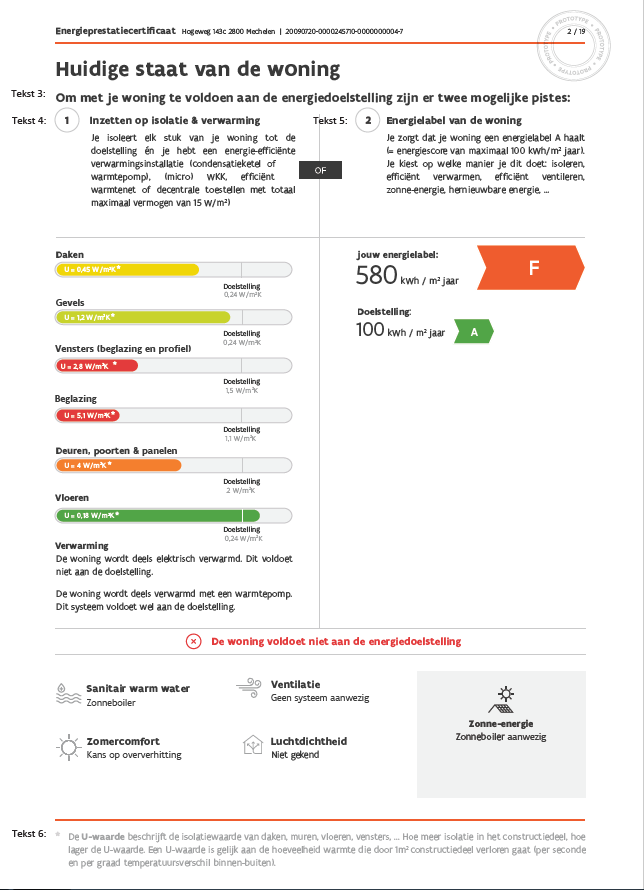 Energieprestatiecertificaat Hogeweg 143c 2800 Mechelen | 20090720-0000245710-0000000004-7 2 / 19
PROTOTYPE • PROTOTYPE • PROTOTYPE • PROTOTYPE
Huidige staat van de woning
Tekst 3: Om met je woning te voldoen aan de energiedoelstelling zijn er twee mogelijke pistes:
Tekst 4: 1 Inzetten op isolatie & verwarming
Je isoleert elk stuk van je woning tot de
doelstelling én je hebt een energie-efficiënte
verwarmingsinstallatie (condensatieketel of
warmtepomp), (micro) WKK, efficiënt
warmtenet of decentrale toestellen met totaal
maximaal vermogen van 15 W/m²)
OF
Tekst 5: 2 Energielabel van de woning
Je zorgt dat je woning een energielabel A haalt
(= energiescore van maximaal 100 kWh/m² jaar).
Je kiest op welke manier je dit doet: isoleren,
efficiënt verwarmen, efficiënt ventileren,
zonne-energie, hernieuwbare energie, ...
Daken
U = 0,45 W/m²K*
Doelstelling
0,24 W/m²K
Gevels
U = 1,2 W/m²K*
Doelstelling
0,24 W/m²K
Vensters (beglazing en profiel)
U = 2,8 W/m²K *
Doelstelling
1,5 W/m²K
Beglazing
U = 5,1 W/m²K*
Doelstelling
1,1 W/m²K
Deuren, poorten & panelen
U = 4 W/m²K*
Doelstelling
2 W/m²K
Vloeren
U = 0,18 W/m²K*
Doelstelling
0,24 W/m²K
Verwarming
De woning wordt deels elektrisch verwarmd. Dit voldoet
niet aan de doelstelling.
De woning wordt deels verwarmd met een warmtepomp.
Dit systeem voldoet wel aan de doelstelling.
jouw energielabel:
580 kWh / m² jaar F
Doelstelling:
100 kWh / m² jaar A
De woning voldoet niet aan de energiedoelstelling
Sanitair warm water
Zonneboiler
Ventilatie
Geen systeem aanwezig
Zonne-energie
Zonneboiler aanwezig
Zomercomfort
Kans op oververhitting
Luchtdichtheid
Niet gekend
Tekst 6: * De U-waarde beschrijft de isolatiewaarde van daken, muren, vloeren, vensters, ... Hoe meer isolatie in het constructiedeel, hoe
lager de U-waarde. Een U-waarde is gelijk aan de hoeveelheid warmte die door 1m² constructiedeel verloren gaat (per seconde
en per graad temperatuursverschil binnen-buiten).